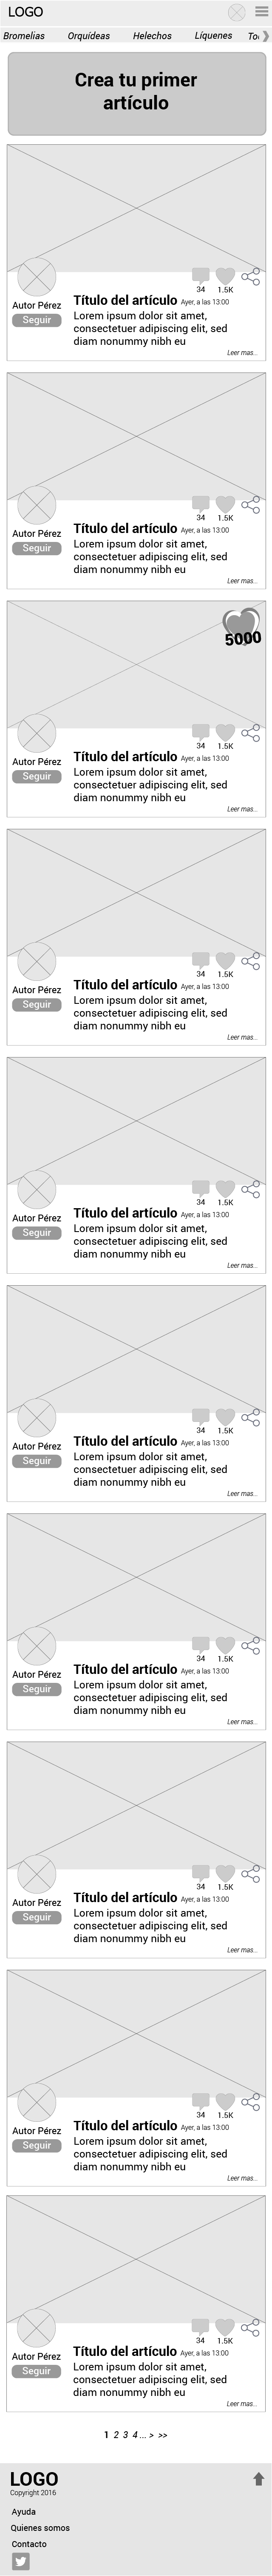 LOGO
Bromelias Orquídeas Helechos Líquenes
Crea tu primer
artículo
34 1.5K
Autor Pérez
Seguir
Título del artículo Ayer, a las 13:00
Lorem ipsum dolor sit amet,
consectetuer adipiscing elit, sed
diam nonummy nibh eu
Leer mas...
34 1.5K
Autor Pérez
Seguir
Título del artículo Ayer, a las 13:00
Lorem ipsum dolor sit amet,
consectetuer adipiscing elit, sed
diam nonummy nibh eu
Leer mas...
5000
34 1.5K
Autor Pérez
Seguir
Título del artículo Ayer, a las 13:00
Lorem ipsum dolor sit amet,
consectetuer adipiscing elit, sed
diam nonummy nibh eu
Leer mas...
34 1.5K
Autor Pérez
Seguir
Título del artículo Ayer, a las 13:00
Lorem ipsum dolor sit amet,
consectetuer adipiscing elit, sed
diam nonummy nibh eu
Leer mas...
34 1.5K
Autor Pérez
Seguir
Título del artículo Ayer, a las 13:00
Lorem ipsum dolor sit amet,
consectetuer adipiscing elit, sed
diam nonummy nibh eu
Leer mas...
34 1.5K
Autor Pérez
Seguir
Título del artículo Ayer, a las 13:00
Lorem ipsum dolor sit amet,
consectetuer adipiscing elit, sed
diam nonummy nibh eu
Leer mas...
34 1.5K
Autor Pérez
Seguir
Título del artículo Ayer, a las 13:00
Lorem ipsum dolor sit amet,
consectetuer adipiscing elit, sed
diam nonummy nibh eu
Leer mas...
34 1.5K
Autor Pérez
Seguir
Título del artículo Ayer, a las 13:00
Lorem ipsum dolor sit amet,
consectetuer adipiscing elit, sed
diam nonummy nibh eu
Leer mas...
34 1.5K
Autor Pérez
Seguir
Título del artículo Ayer, a las 13:00
Lorem ipsum dolor sit amet,
consectetuer adipiscing elit, sed
diam nonummy nibh eu
Leer mas...
34 1.5K
Autor Pérez
Seguir
Título del artículo Ayer, a las 13:00
Lorem ipsum dolor sit amet,
consectetuer adipiscing elit, sed
diam nonummy nibh eu
Leer mas...
1 2 3 4 ... > >>
LOGO
Copyright 2016
Ayuda
Quienes somos
Contacto